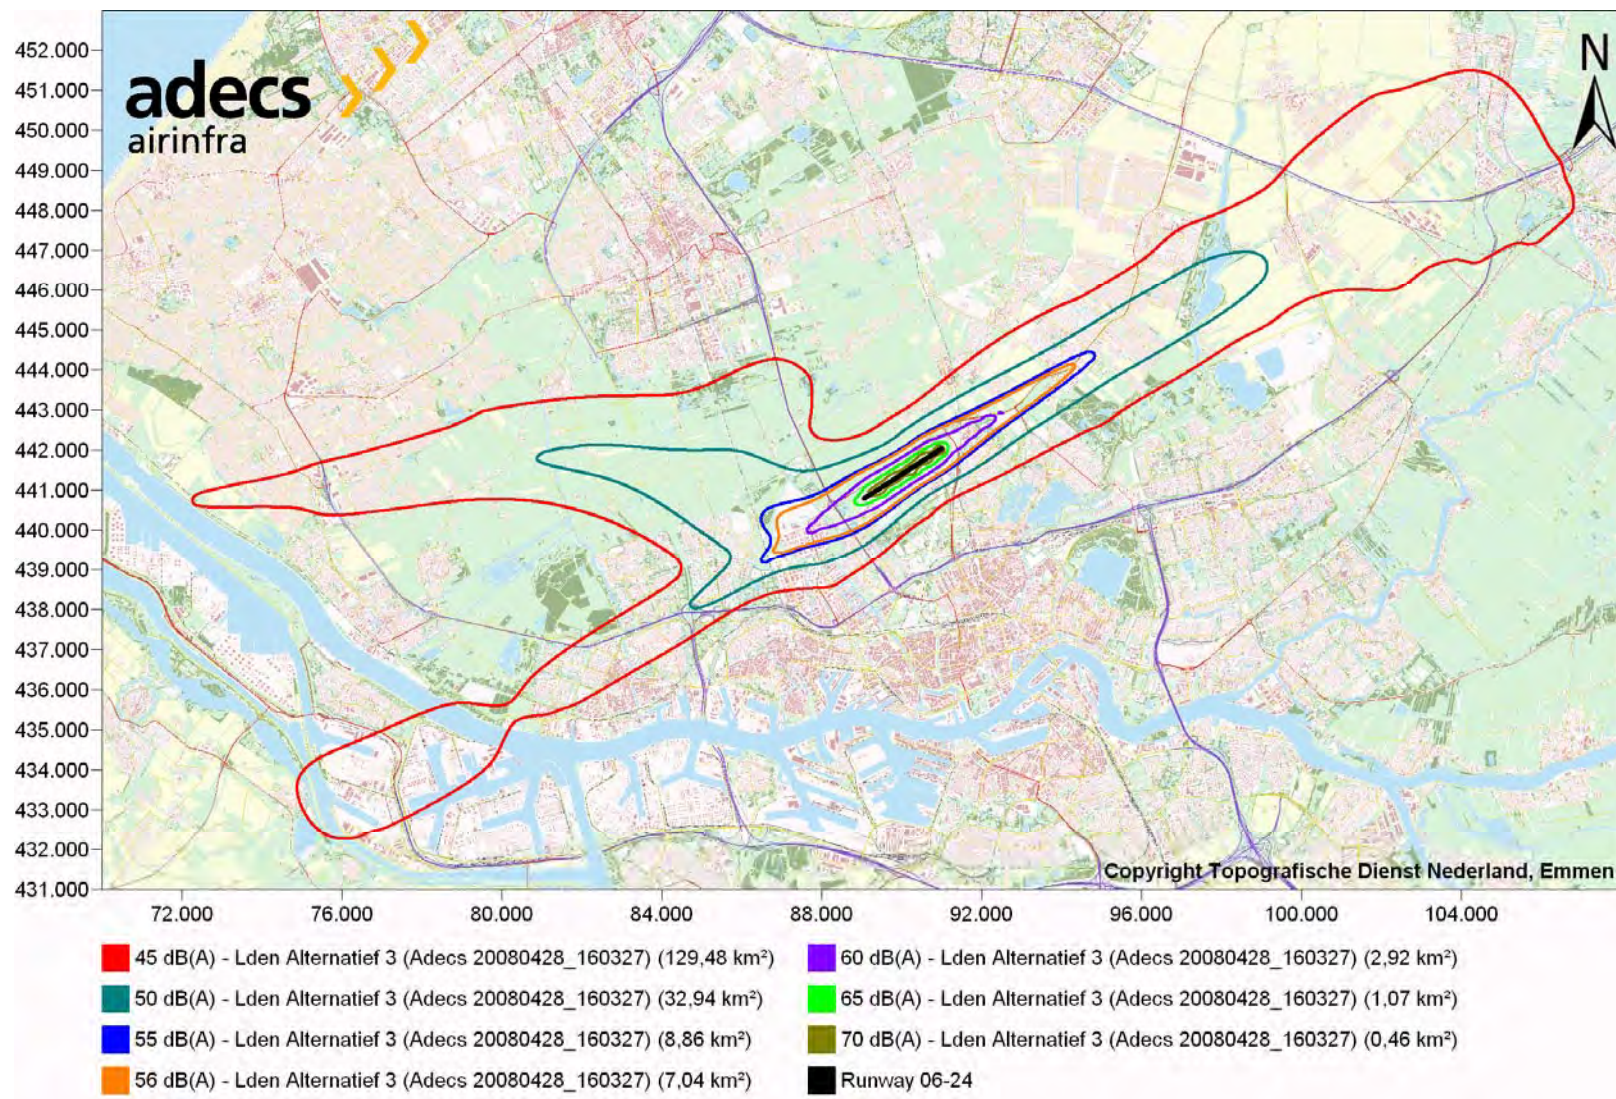 adecs
airinfra
N
452.000
451.000
450.000
449.000
448.000
447.000
446.000
445.000
444.000
443.000
442.000
441.000
440.000
439.000
438.000
437.000
436.000
435.000
434.000
433.000
432.000
431.000
Copyright Topografische Dienst Nederland, Emmen
72.000 76.000 80.000 84.000 88.000 92.000 96.000 100.000 104.000
45 dB(A) - Lden Alternatief 3 (Adecs 20080428_160327) (129,48 km²)
50 dB(A) - Lden Alternatief 3 (Adecs 20080428_160327) (32,94 km²)
55 dB(A) - Lden Alternatief 3 (Adecs 20080428_160327) (8,86 km²)
56 dB(A) - Lden Alternatief 3 (Adecs 20080428_160327) (7,04 km²)
60 dB(A) - Lden Alternatief 3 (Adecs 20080428_160327) (2,92 km²)
65 dB(A) - Lden Alternatief 3 (Adecs 20080428_160327) (1,07 km²)
70 dB(A) - Lden Alternatief 3 (Adecs 20080428_160327) (0,46 km²)
Runway 06-24